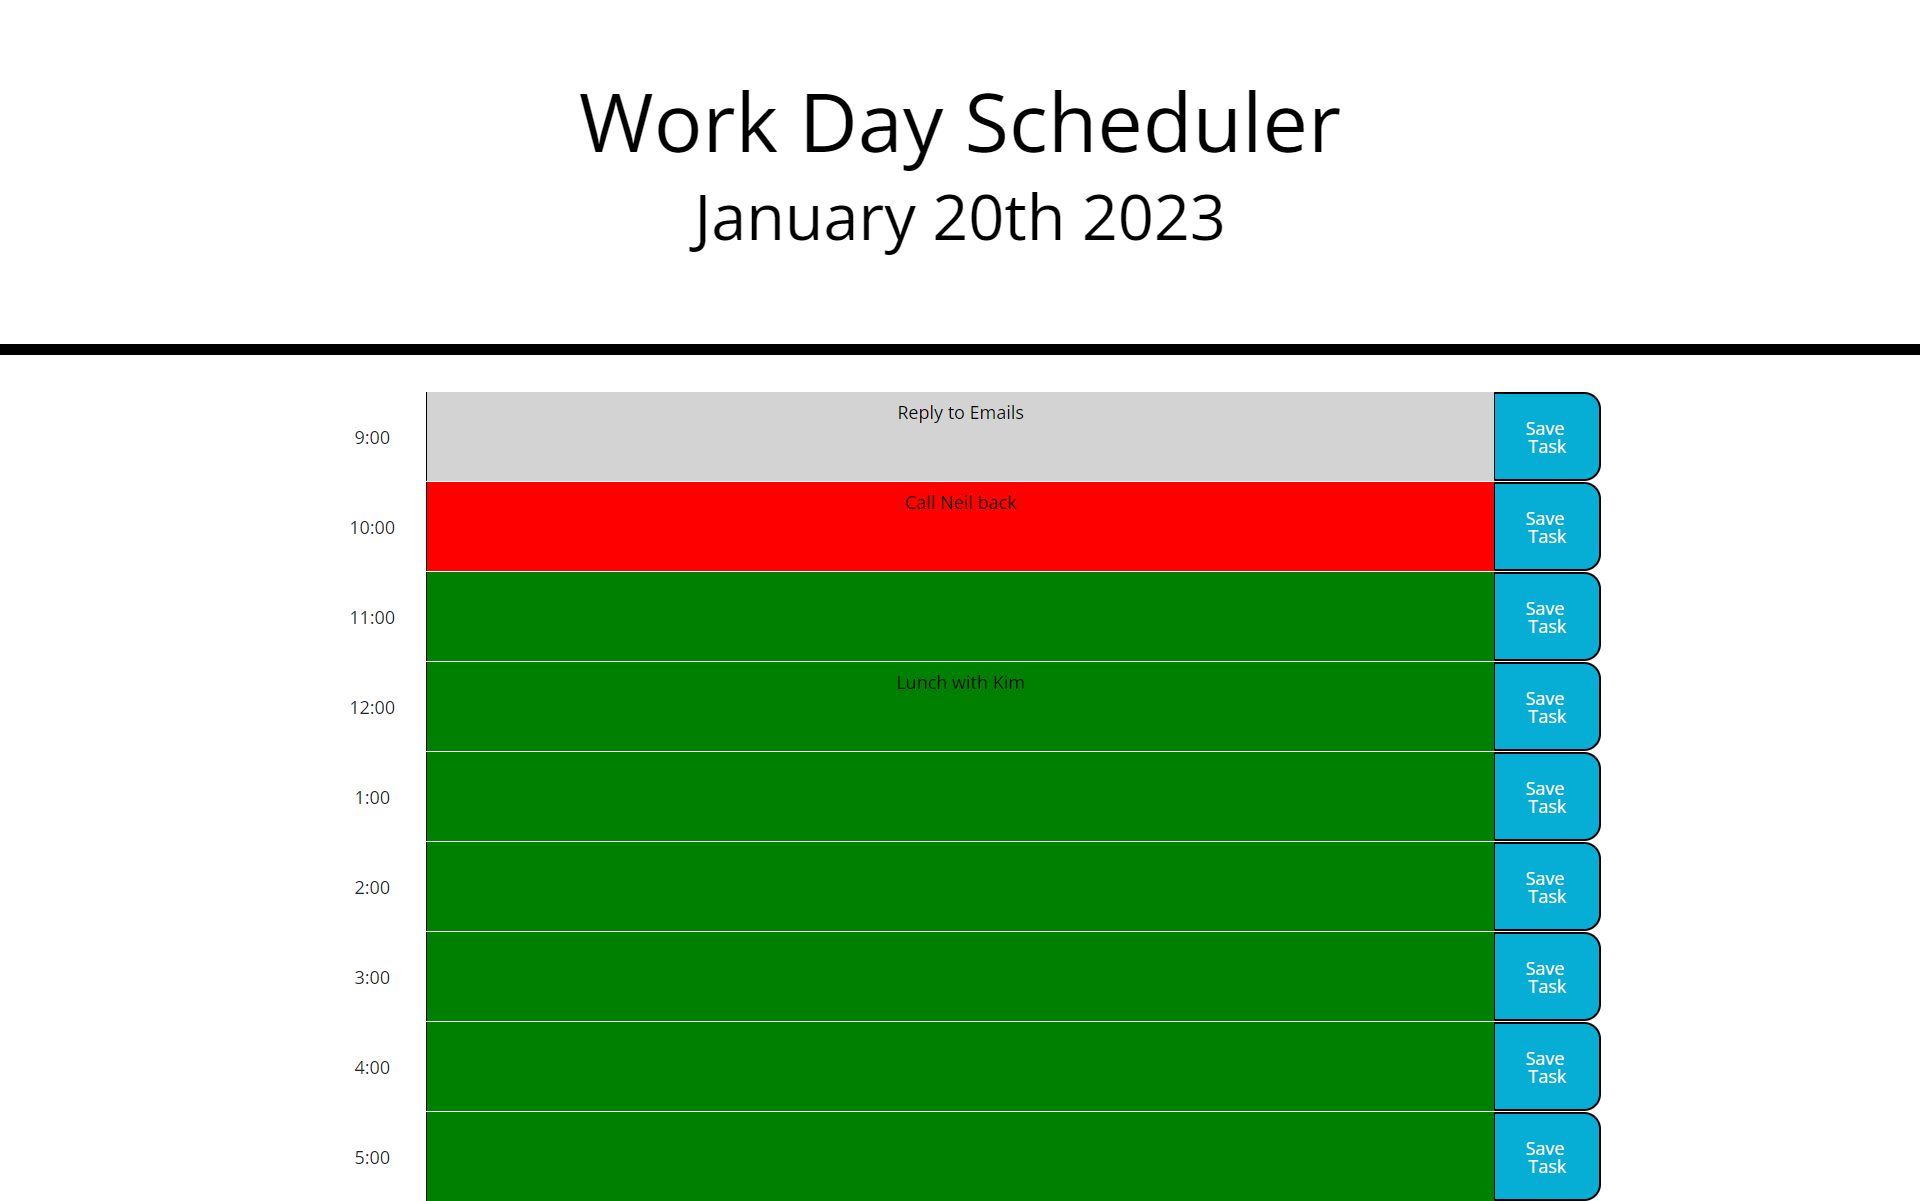 Work Day Scheduler
January 20th 2023
9:00
Reply to Emails
Save
Task
10:00
Call Neil back
Save
Task
11:00
Save
Task
12:00
Lunch with Kim
Save
Task
1:00
Save
Task
2:00
Save
Task
3:00
Save
Task
4:00
Save
Task
5:00
Save
Task